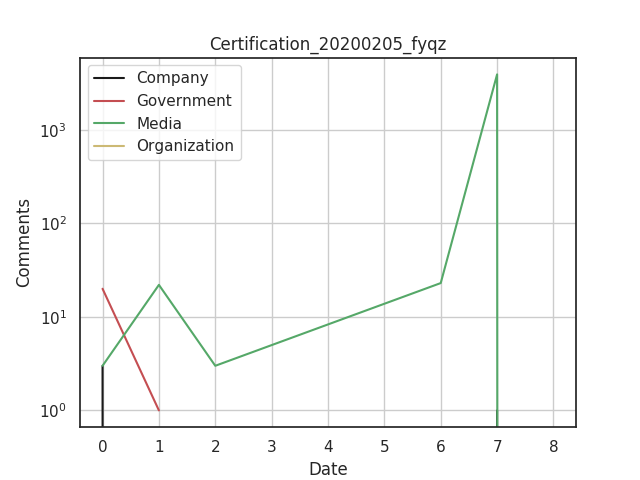 Certification_20200205_fyqz
Company
Government
Media
Organization
10³
10²
10¹
10⁰
Comments
0 1 2 3 4 5 6 7 8
Date